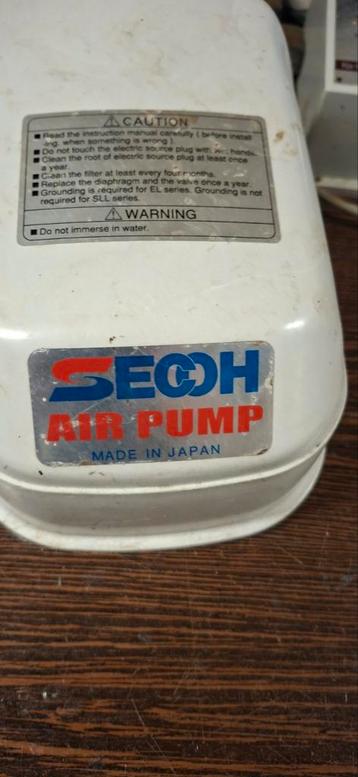 CAUTION
■ Read the instruction manual carefully ( before install
ing, when something is wrong )
■ Do not touch the electric source plug with wet hands.
■ Clean the root of electric source plug at least once
a year.
■ Clean the filter at least every four months.
■ Replace the diaphragm and the valve once a year.
■ Grounding is required for EL series. Grounding is not
required for SLL series.
WARNING
■ Do not immerse in water.
SECOH
AIR PUMP
MADE IN JAPAN